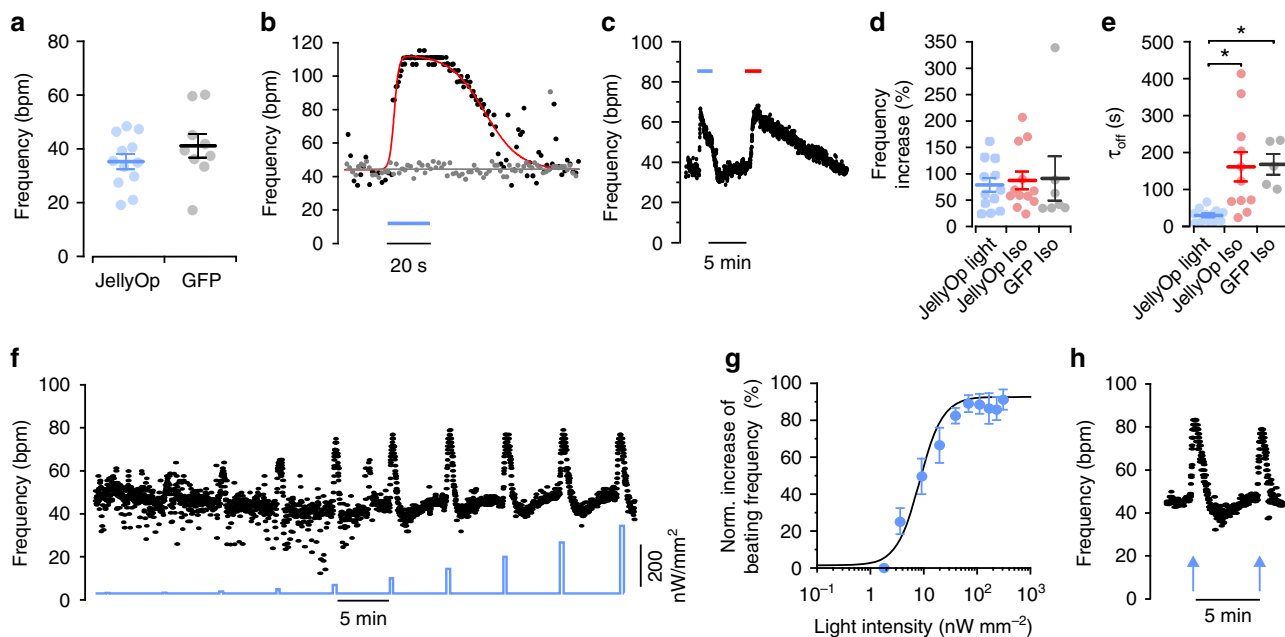 a
Frequency (bpm)
80
60
40
20
0
JellyOp
GFP
b
Frequency (bpm)
140
120
100
80
60
40
20
0
20 s
c
Frequency (bpm)
100
80
60
40
20
0
5 min
d
Frequency
increase (%)
350
300
250
200
150
100
50
0
JellyOp light
JellyOp Iso
GFP Iso
e
τoff (s)
500
400
300
200
100
0
*
*
JellyOp light
JellyOp Iso
GFP Iso
f
Frequency (bpm)
100
80
60
40
20
0
5 min
200
nW/mm²
g
Norm. increase of
beating frequency (%)
100
80
60
40
20
0
10⁻¹
1
10
10²
10³
Light intensity (nW mm⁻²)
h
Frequency (bpm)
100
80
60
40
20
0
5 min